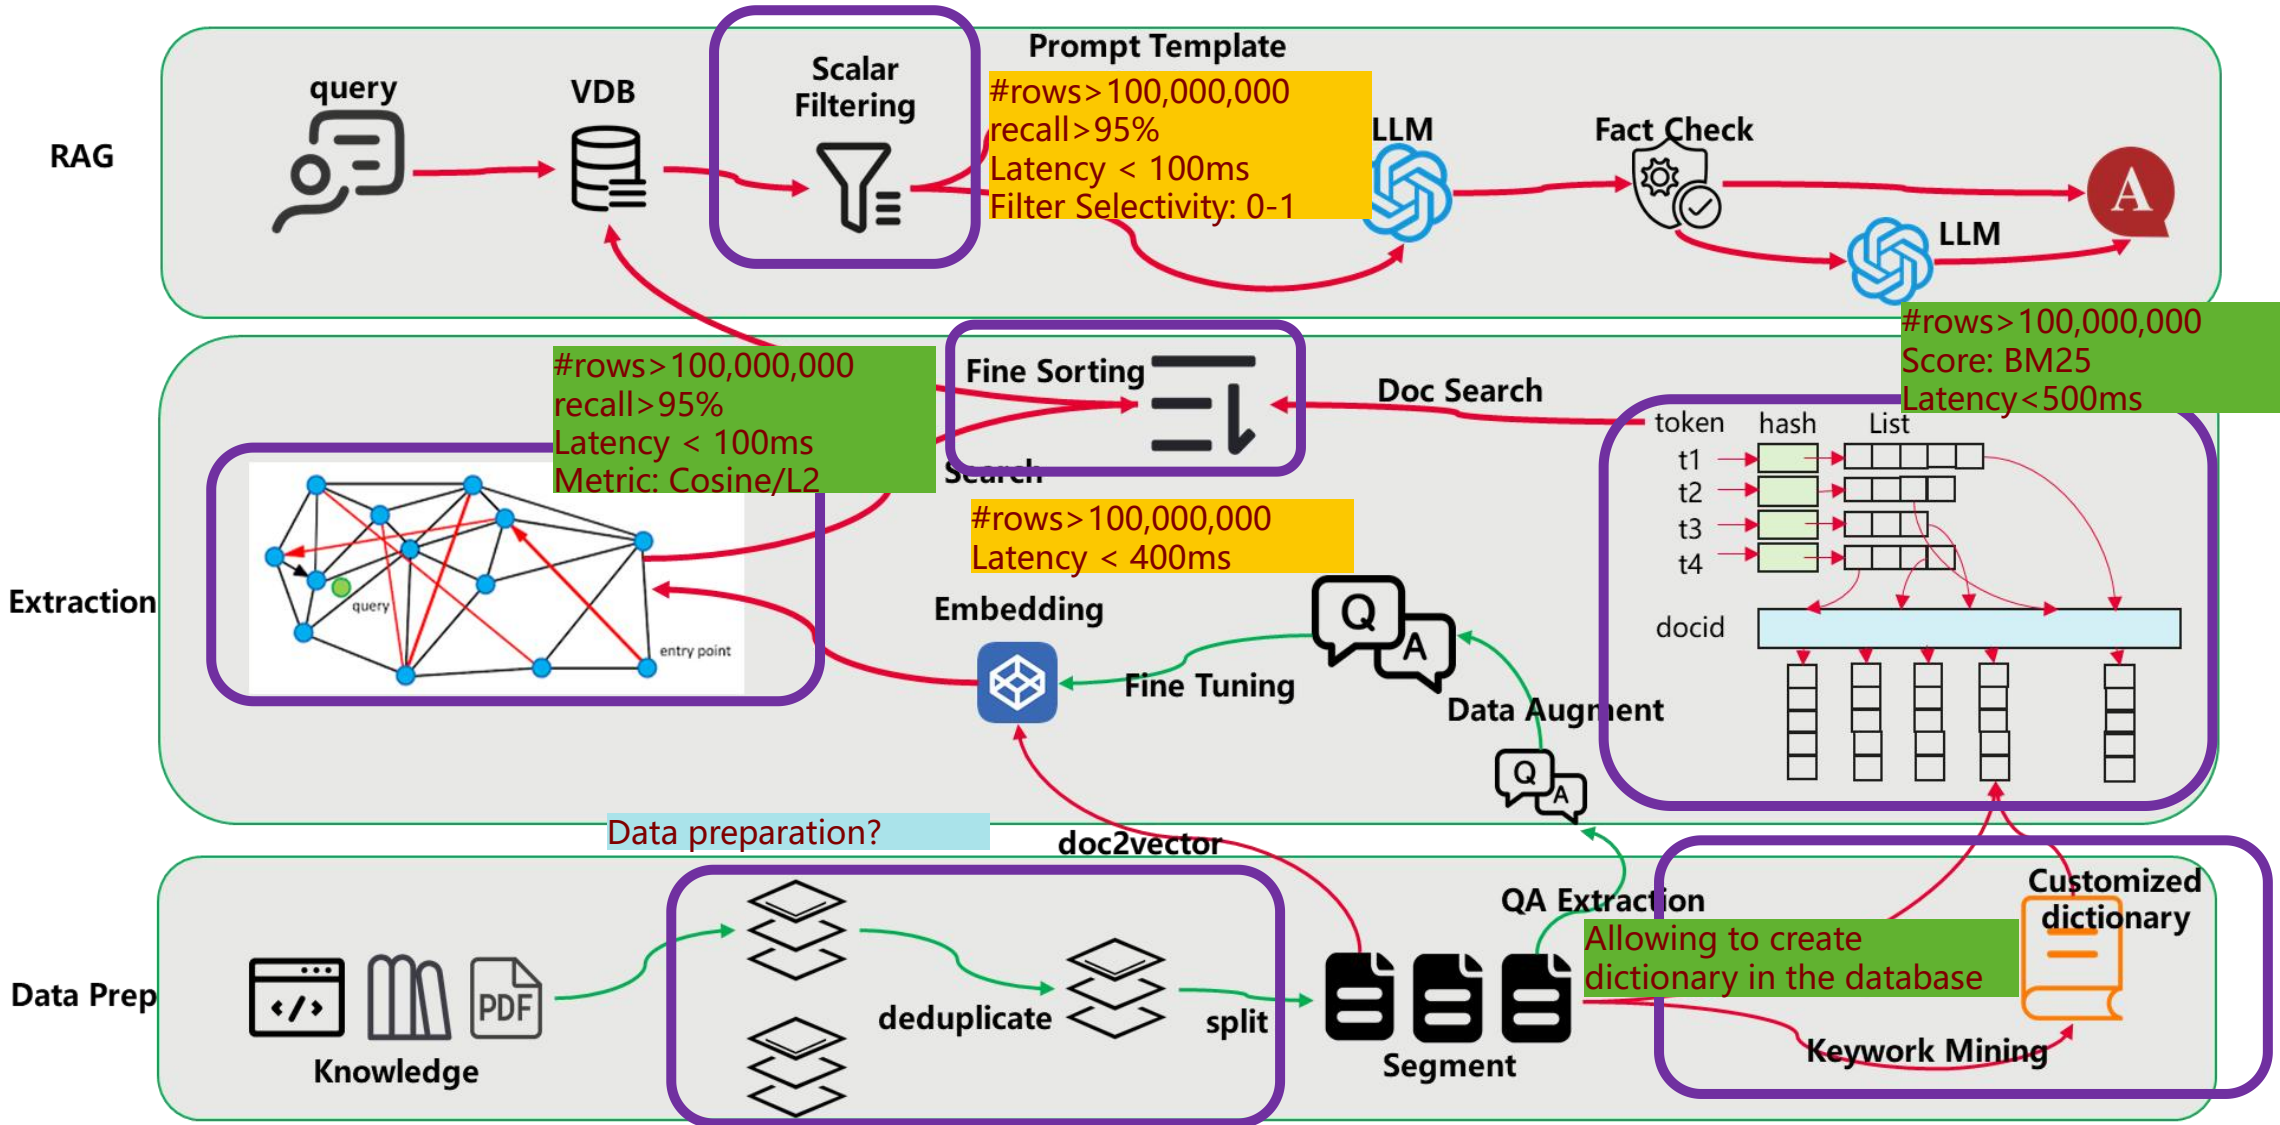 Prompt Template
query
VDB
Scalar
Filtering
#rows>100,000,000
recall>95%
Latency < 100ms
Filter Selectivity: 0-1
LLM
Fact Check
A
LLM
RAG
#rows>100,000,000
Score: BM25
Latency<500ms
#rows>100,000,000
recall>95%
Latency < 100ms
Metric: Cosine/L2
Fine Sorting
Doc Search
Search
#rows>100,000,000
Latency < 400ms
token hash List
t1
t2
t3
t4
docid
query
entry point
Extraction
Embedding
Q
A
Fine Tuning
Data Augment
Q
A
Data preparation?
doc2vector
QA Extraction
Customized
dictionary
Allowing to create
dictionary in the database
Data Prep
</>
PDF
Knowledge
deduplicate
split
Segment
Keywork Mining